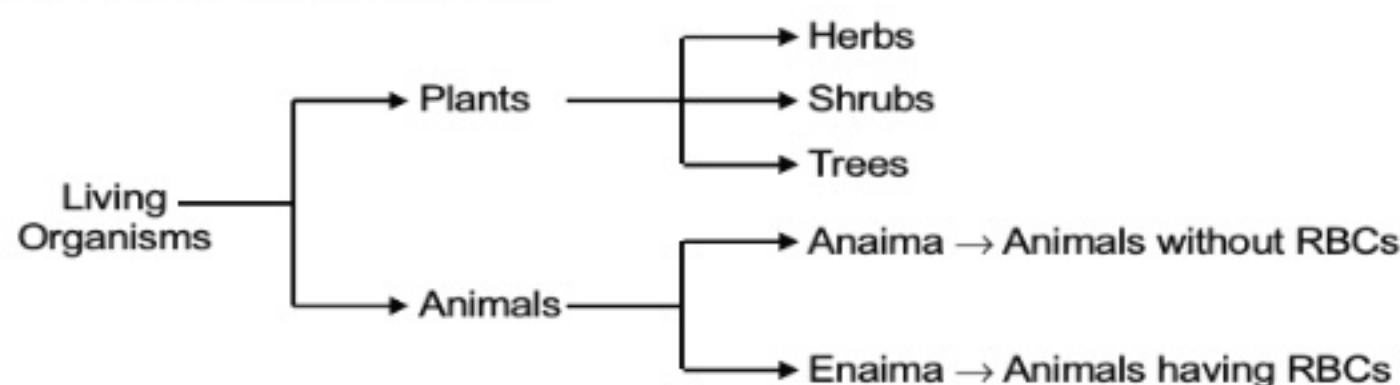 Herbs
Plants
Shrubs
Trees
Living
Organisms
Anaima → Animals without RBCs
Animals
Enaima → Animals having RBCs